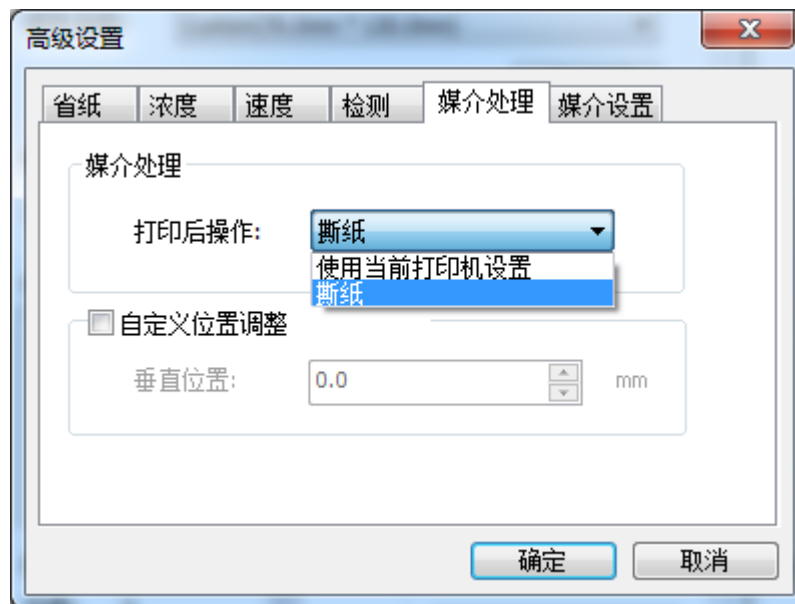 高级设置
省纸 浓度 速度 检测 媒介处理 媒介设置
媒介处理
打印后操作: 撕纸
使用当前打印机设置
撕纸
自定义位置调整
垂直位置: 0.0 mm
确定 取消